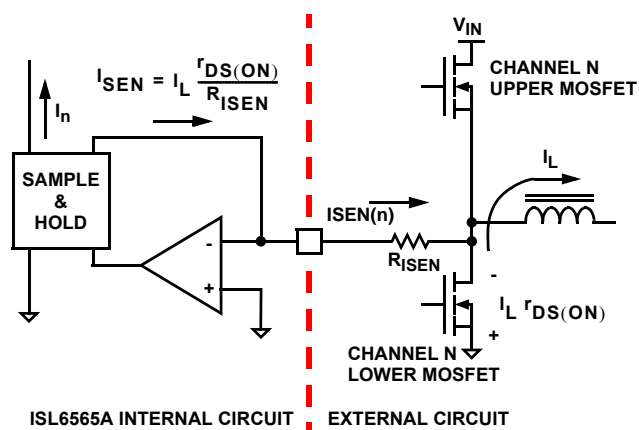 V_IN
CHANNEL N
UPPER MOSFET
I_SEN = I_L r_DS(ON) / R_ISEN
I_n
SAMPLE
&
HOLD
I_L
ISEN(n)
R_ISEN
-
+
-
I_L r_DS(ON)
+
CHANNEL N
LOWER MOSFET
ISL6565A INTERNAL CIRCUIT
EXTERNAL CIRCUIT